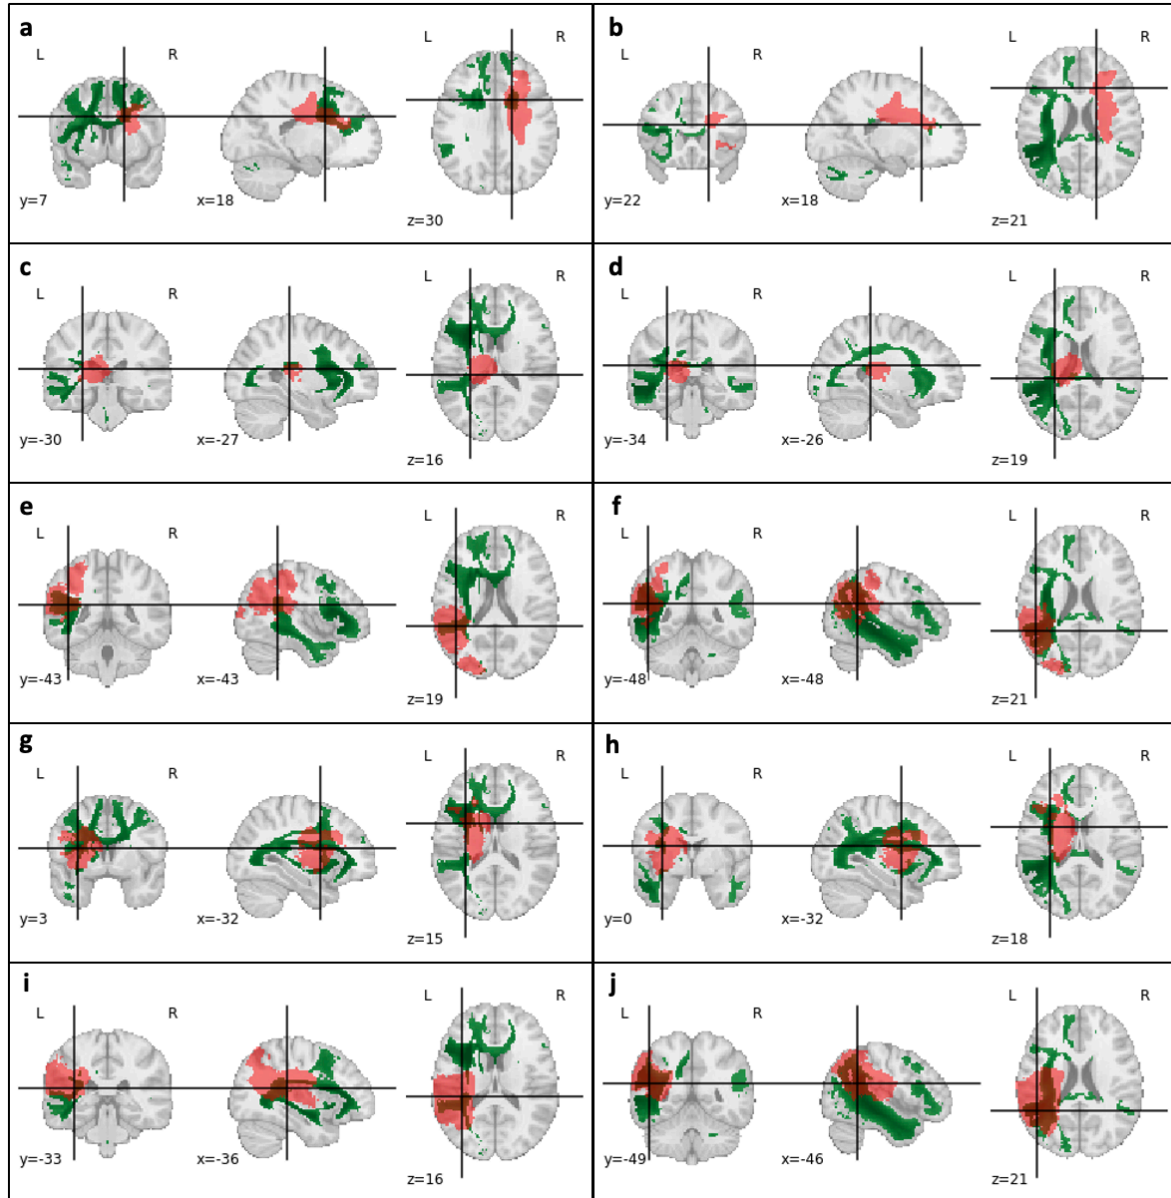 a
L R L R
y=7 x=18 z=30
b
L R L R
y=22 x=18 z=21
c
L R L R
y=-30 x=-27 z=16
d
L R L R
y=-34 x=-26 z=19
e
L R L R
y=-43 x=-43 z=19
f
L R L R
y=-48 x=-48 z=21
g
L R L R
y=3 x=-32 z=15
h
L R L R
y=0 x=-32 z=18
i
L R L R
y=-33 x=-36 z=16
j
L R L R
y=-49 x=-46 z=21